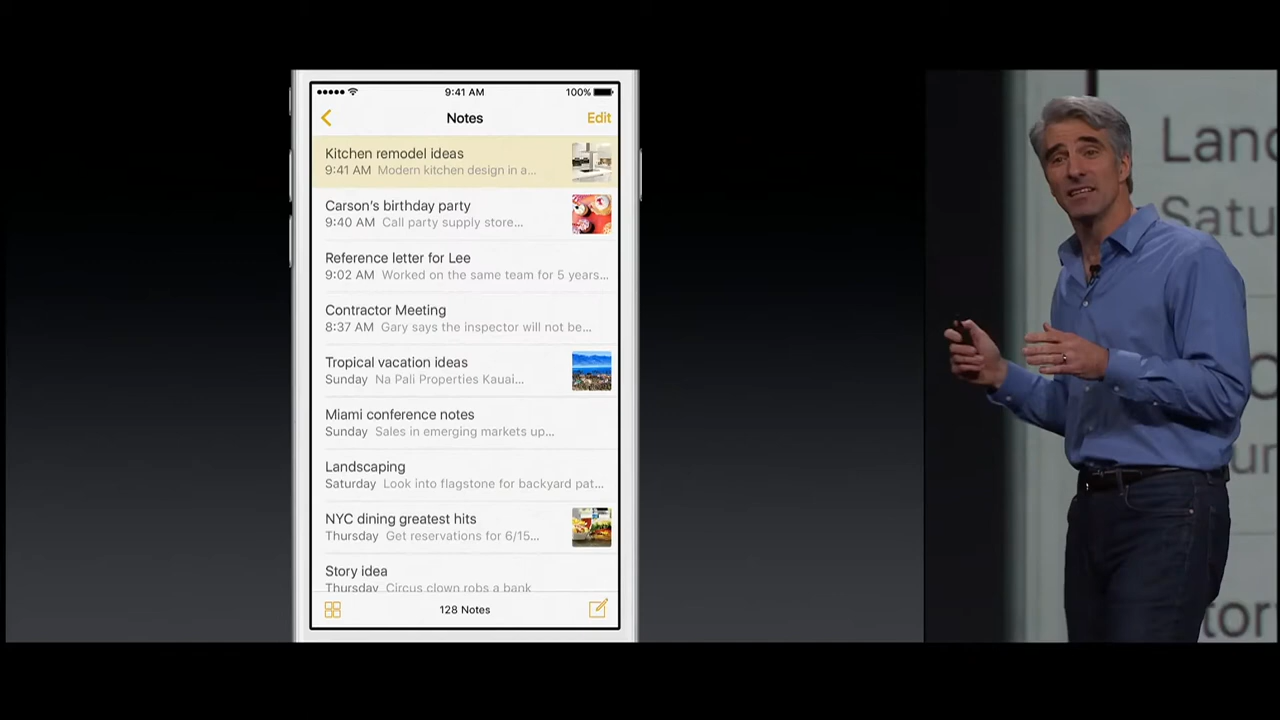 9:41 AM
100%
Notes
Edit
Kitchen remodel ideas
9:41 AM Modern kitchen design in a...
Carson's birthday party
9:40 AM Call party supply store...
Reference letter for Lee
9:02 AM Worked on the same team for 5 years...
Contractor Meeting
8:37 AM Gary says the inspector will not be...
Tropical vacation ideas
Sunday Na Pali Properties Kauai...
Miami conference notes
Sunday Sales in emerging markets up...
Landscaping
Saturday Look into flagstone for backyard pat...
NYC dining greatest hits
Thursday Get reservations for 6/15...
Story idea
Thursday Circus clown robs a bank
128 Notes
Land
Satu